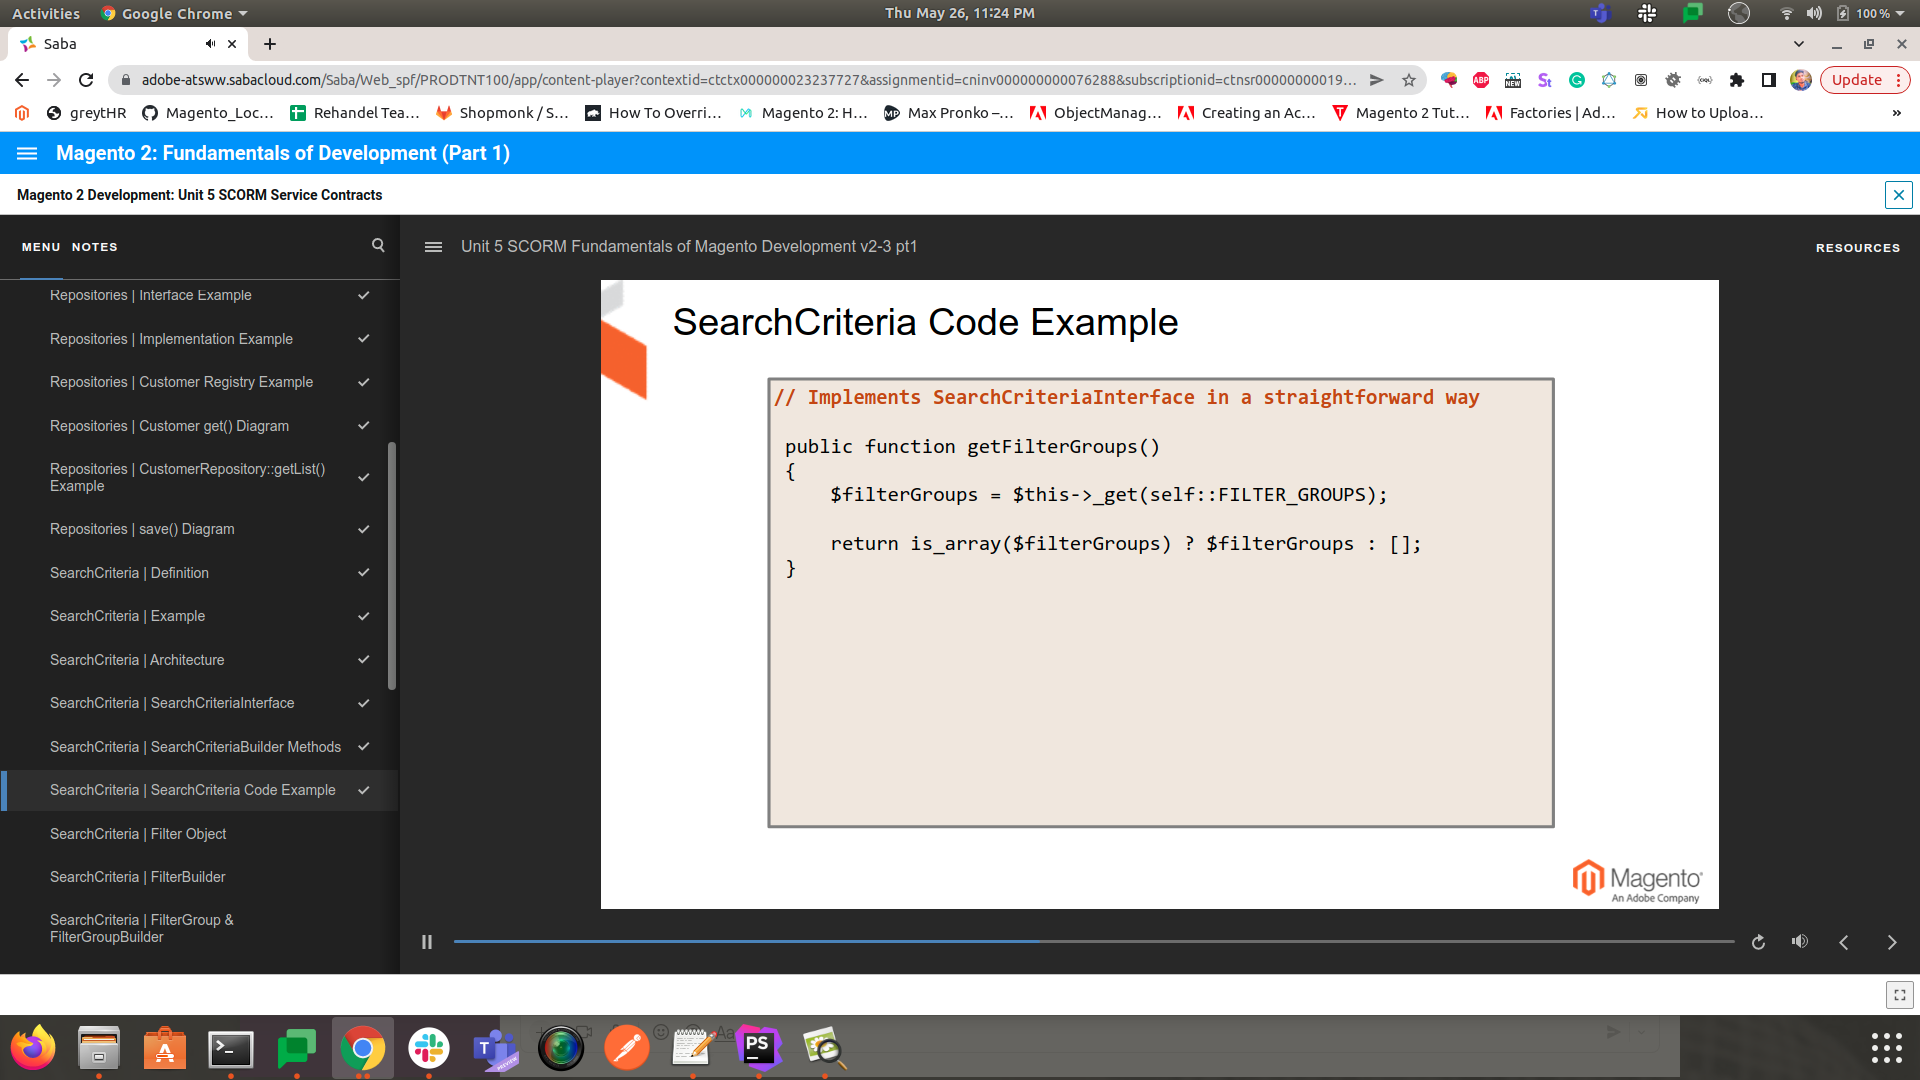 Activities
Google Chrome
Thu May 26, 11:24 PM
100 %
Saba
adobe-atsww.sabacloud.com/Saba/Web_spf/PRODTNT100/app/content-player?contextid=ctctx000000023237727&assignmentid=cninv000000000076288&subscriptionid=ctnsr00000000019...
ABP
NEW
Update
greytHR
Magento_Loc...
Rehandel Tea...
Shopmonk / S...
How To Overri...
Magento 2: H...
Max Pronko –...
ObjectManag...
Creating an Ac...
Magento 2 Tut...
Factories | Ad...
How to Uploa...
»
Magento 2: Fundamentals of Development (Part 1)
Magento 2 Development: Unit 5 SCORM Service Contracts
MENU
NOTES
Unit 5 SCORM Fundamentals of Magento Development v2-3 pt1
RESOURCES
Repositories | Interface Example
Repositories | Implementation Example
Repositories | Customer Registry Example
Repositories | Customer get() Diagram
Repositories | CustomerRepository::getList()
Example
Repositories | save() Diagram
SearchCriteria | Definition
SearchCriteria | Example
SearchCriteria | Architecture
SearchCriteria | SearchCriteriaInterface
SearchCriteria | SearchCriteriaBuilder Methods
SearchCriteria | SearchCriteria Code Example
SearchCriteria | Filter Object
SearchCriteria | FilterBuilder
SearchCriteria | FilterGroup &
FilterGroupBuilder
SearchCriteria Code Example
// Implements SearchCriteriaInterface in a straightforward way
public function getFilterGroups()
{
$filterGroups = $this->_get(self::FILTER_GROUPS);
return is_array($filterGroups) ? $filterGroups : [];
}
Magento
An Adobe Company
PS